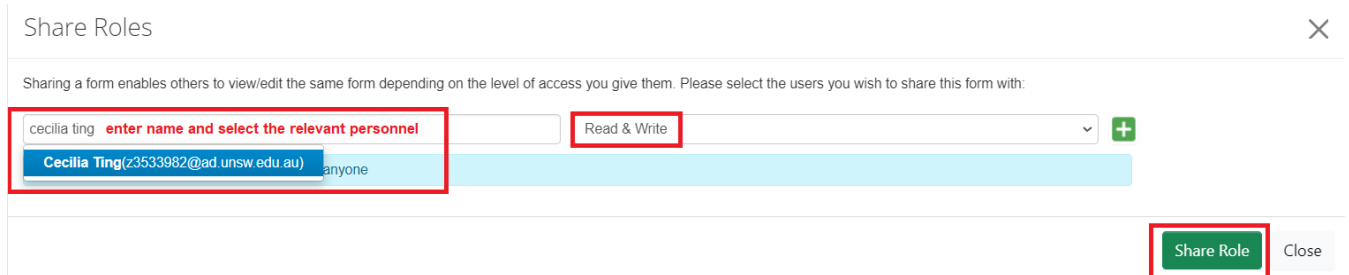 Share Roles
Sharing a form enables others to view/edit the same form depending on the level of access you give them. Please select the users you wish to share this form with:
cecilia ting enter name and select the relevant personnel Read & Write
Cecilia Ting(z3533982@ad.unsw.edu.au) anyone
Share Role Close